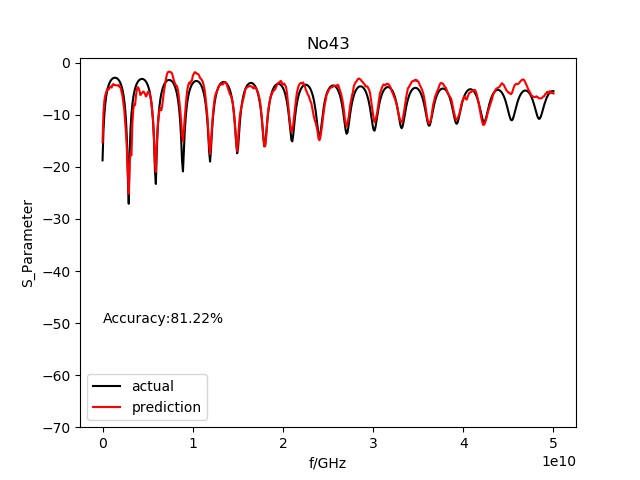 No43
0
−10
−20
−30
−40
−50
−60
−70
S_Parameter
Accuracy:81.22%
actual
prediction
0 1 2 3 4 5
f/GHz
1e10